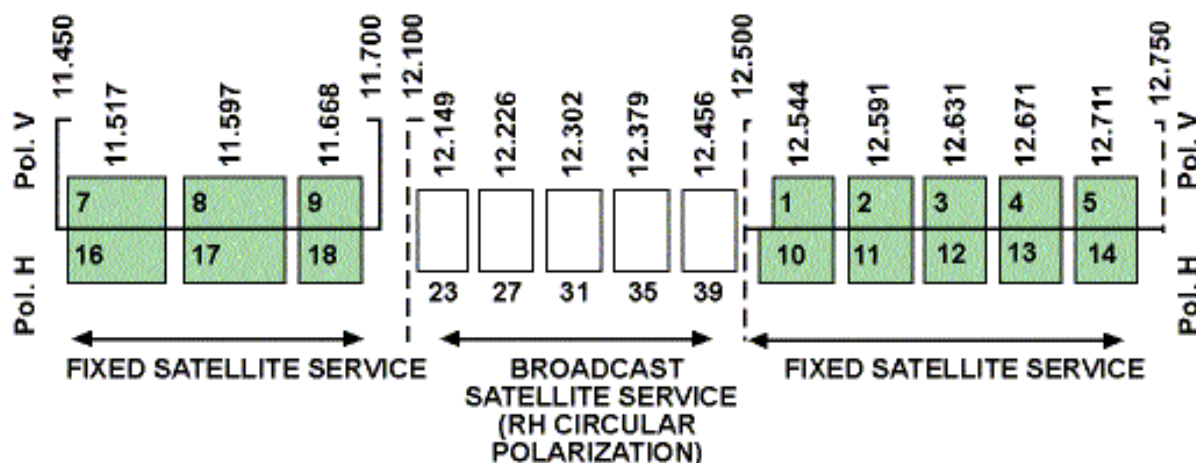 11.450
11.517
11.597
11.668
11.700
12.100
12.149
12.226
12.302
12.379
12.456
12.500
12.544
12.591
12.631
12.671
12.711
12.750
Pol. V
Pol. V
7 8 9 1 2 3 4 5
16 17 18 10 11 12 13 14
Pol. H
Pol. H
23 27 31 35 39
FIXED SATELLITE SERVICE
BROADCAST
SATELLITE SERVICE
(RH CIRCULAR
POLARIZATION)
FIXED SATELLITE SERVICE